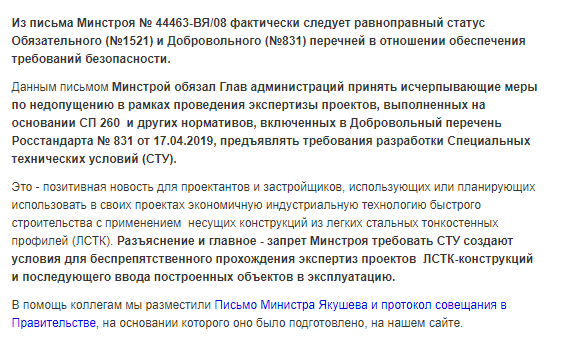 Из письма Минстроя № 44463-ВЯ/08 фактически следует равноправный статус
Обязательного (№1521) и Добровольного (№831) перечней в отношении обеспечения
требований безопасности.
Данным письмом Минстрой обязал Глав администраций принять исчерпывающие меры
по недопущению в рамках проведения экспертизы проектов, выполненных на
основании СП 260 и других нормативов, включенных в Добровольный перечень
Росстандарта № 831 от 17.04.2019, предъявлять требования разработки Специальных
технических условий (СТУ).
Это - позитивная новость для проектантов и застройщиков, использующих или планирующих
использовать в своих проектах экономичную индустриальную технологию быстрого
строительства с применением несущих конструкций из легких стальных тонкостенных
профилей (ЛСТК). Разъяснение и главное - запрет Минстроя требовать СТУ создают
условия для беспрепятственного прохождения экспертиз проектов ЛСТК-конструкций
и последующего ввода построенных объектов в эксплуатацию.
В помощь коллегам мы разместили Письмо Министра Якушева и протокол совещания в
Правительстве, на основании которого оно было подготовлено, на нашем сайте.